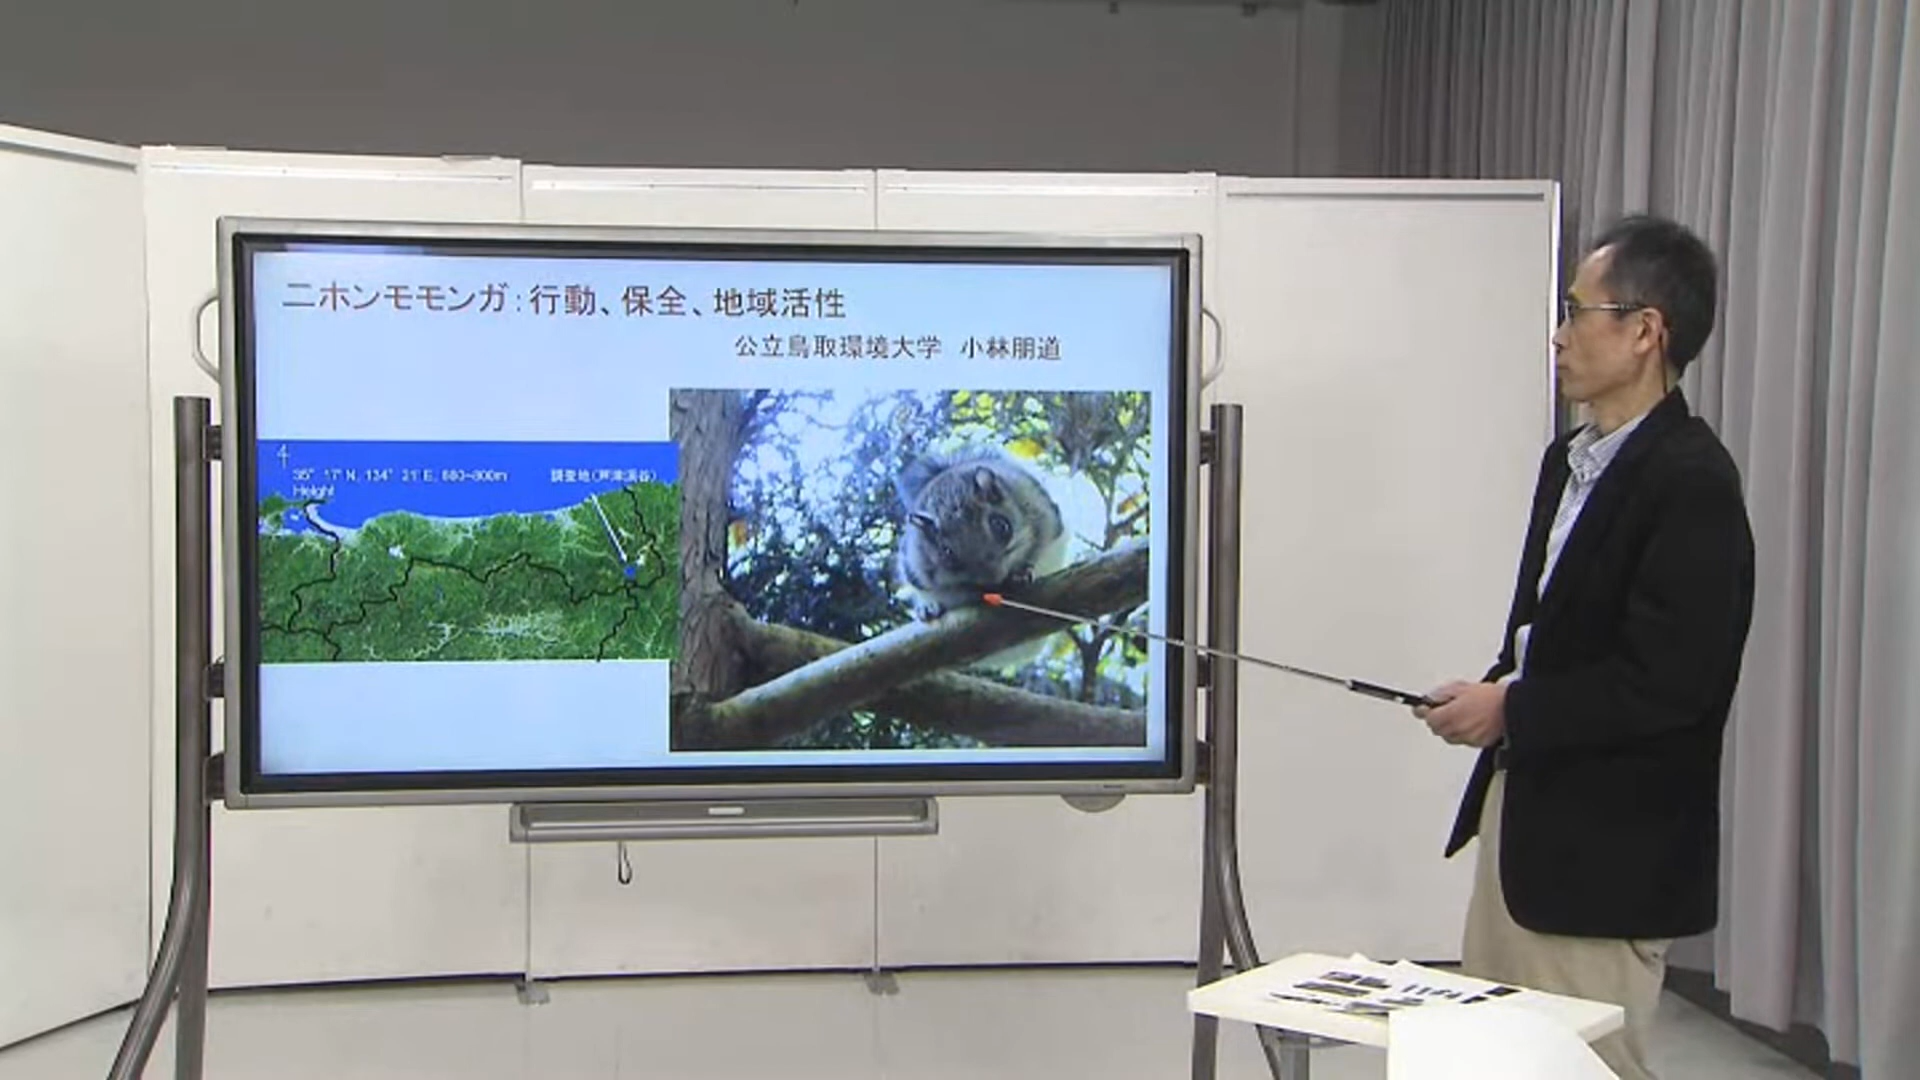 ニホンモモンガ：行動、保全、地域活性
公立鳥取環境大学　小林朋道
35° 17' N, 134° 21' E, 680-800m
Height
調査地(芦津渓谷)